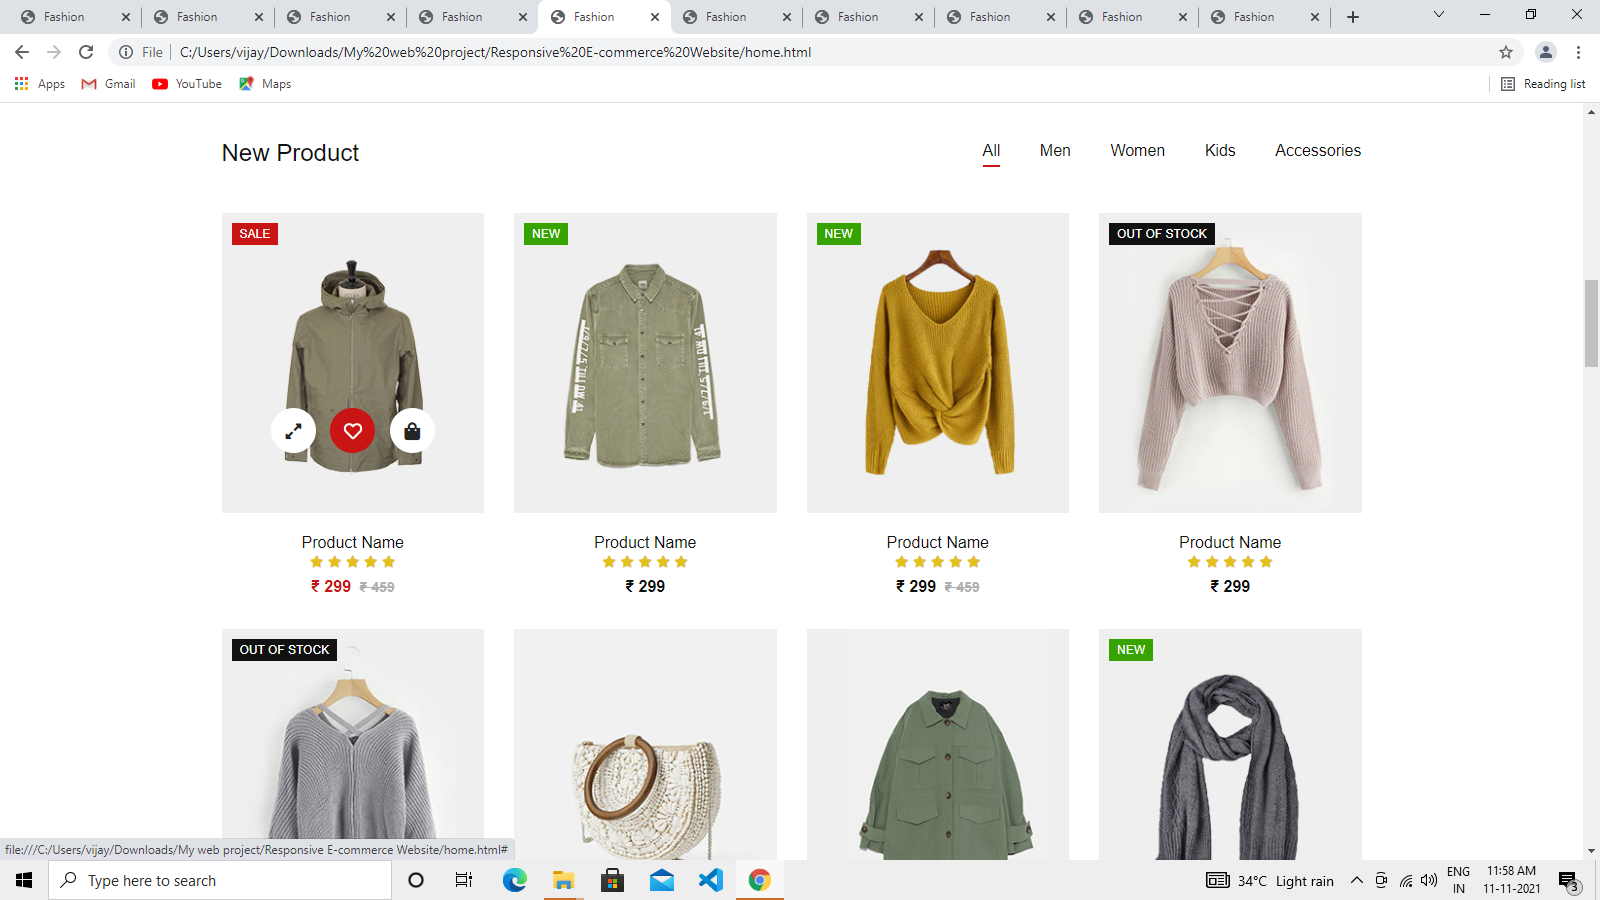 Fashion Fashion Fashion Fashion Fashion Fashion Fashion Fashion Fashion Fashion
File C:/Users/vijay/Downloads/My%20web%20project/Responsive%20E-commerce%20Website/home.html
Apps Gmail YouTube Maps Reading list
New Product All Men Women Kids Accessories
SALE NEW NEW OUT OF STOCK
Product Name Product Name Product Name Product Name
₹ 299 ₹ 459 ₹ 299 ₹ 299 ₹ 459 ₹ 299
OUT OF STOCK NEW
file:///C:/Users/vijay/Downloads/My web project/Responsive E-commerce Website/home.html#
Type here to search 34°C Light rain ENG 11:58 AM
IN 11-11-2021 3